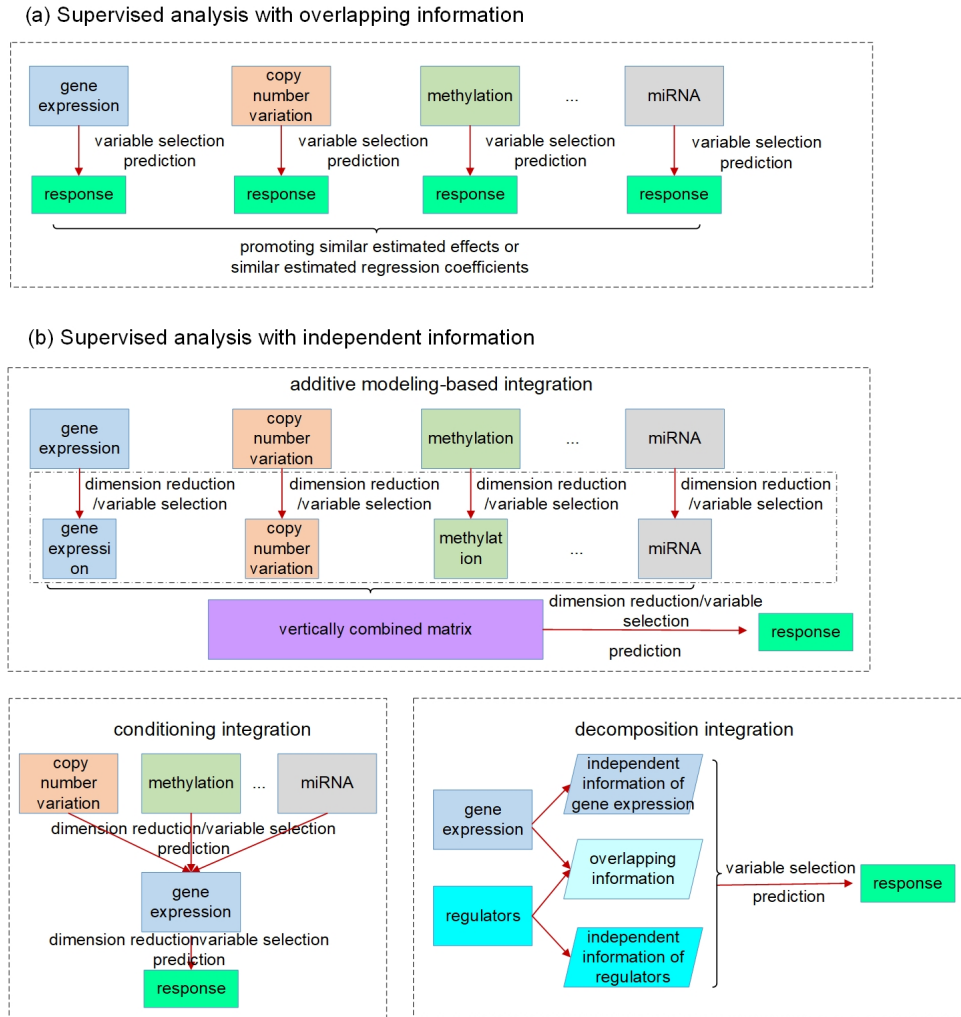 (a) Supervised analysis with overlapping information
gene
expression
copy
number
variation
methylation
...
miRNA
variable selection
prediction
variable selection
prediction
variable selection
prediction
variable selection
prediction
response
response
response
response
promoting similar estimated effects or
similar estimated regression coefficients
(b) Supervised analysis with independent information
additive modeling-based integration
gene
expression
copy
number
variation
methylation
...
miRNA
dimension reduction
/variable selection
dimension reduction
/variable selection
dimension reduction
/variable selection
dimension reduction
/variable selection
gene
expressi
on
copy
number
variation
methylat
ion
...
miRNA
vertically combined matrix
dimension reduction/variable
selection
prediction
response
conditioning integration
copy
number
variation
methylation
...
miRNA
dimension reduction/variable selection
prediction
gene
expression
dimension reduction/variable selection
prediction
response
decomposition integration
gene
expression
regulators
independent
information of
gene expression
overlapping
information
independent
information of
regulators
variable selection
prediction
response